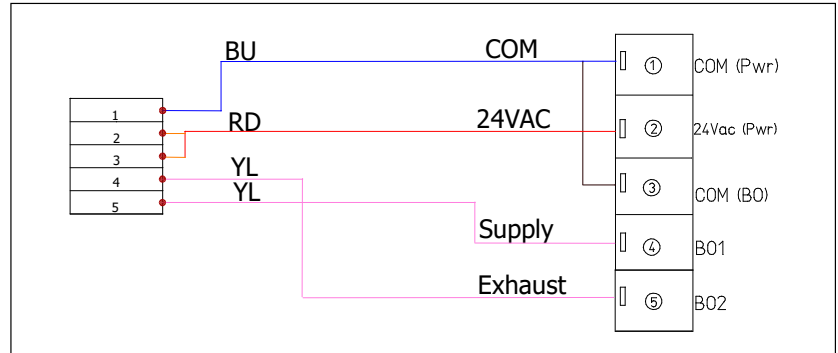 BU COM
1 COM (Pwr)
1
RD 24VAC
2
2 24Vac (Pwr)
3
YL
4
YL
3 COM (BO)
5
Supply
4 BO1
Exhaust
5 BO2